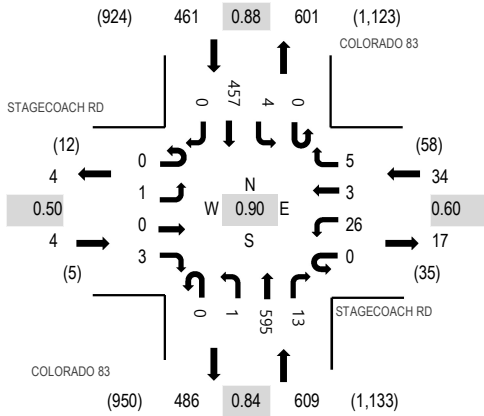 (924) 461 0.88 601 (1,123)
COLORADO 83
STAGECOACH RD
0 457 4 0
(12) (58)
4 0 5 34
1 3
0.50 N 0.60
W 0.90 E
0 26
S
4 3 0 17
(5) (35)
0 1 595 13
STAGECOACH RD
COLORADO 83
(950) 486 0.84 609 (1,133)